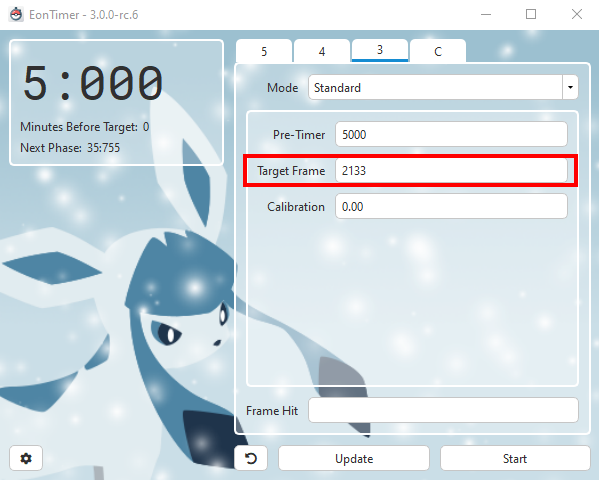 EonTimer - 3.0.0-rc.6
5:000
Minutes Before Target: 0
Next Phase: 35:755
5 4 3 C
Mode Standard
Pre-Timer 5000
Target Frame 2133
Calibration 0.00
Frame Hit
Update Start